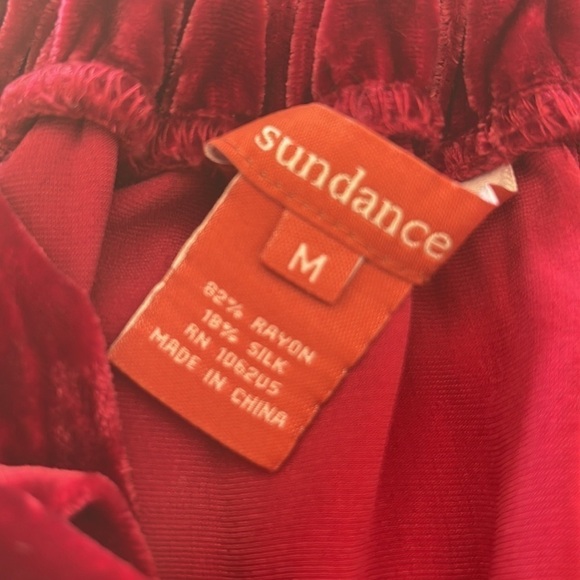 sundance
M
82% RAYON
18% SILK
RN 106205
MADE IN CHINA